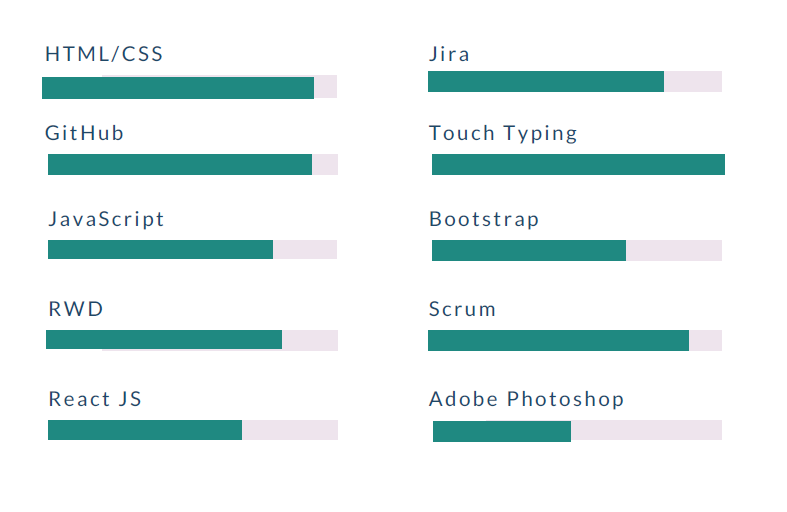 HTML/CSS
GitHub
JavaScript
RWD
React JS
Jira
Touch Typing
Bootstrap
Scrum
Adobe Photoshop